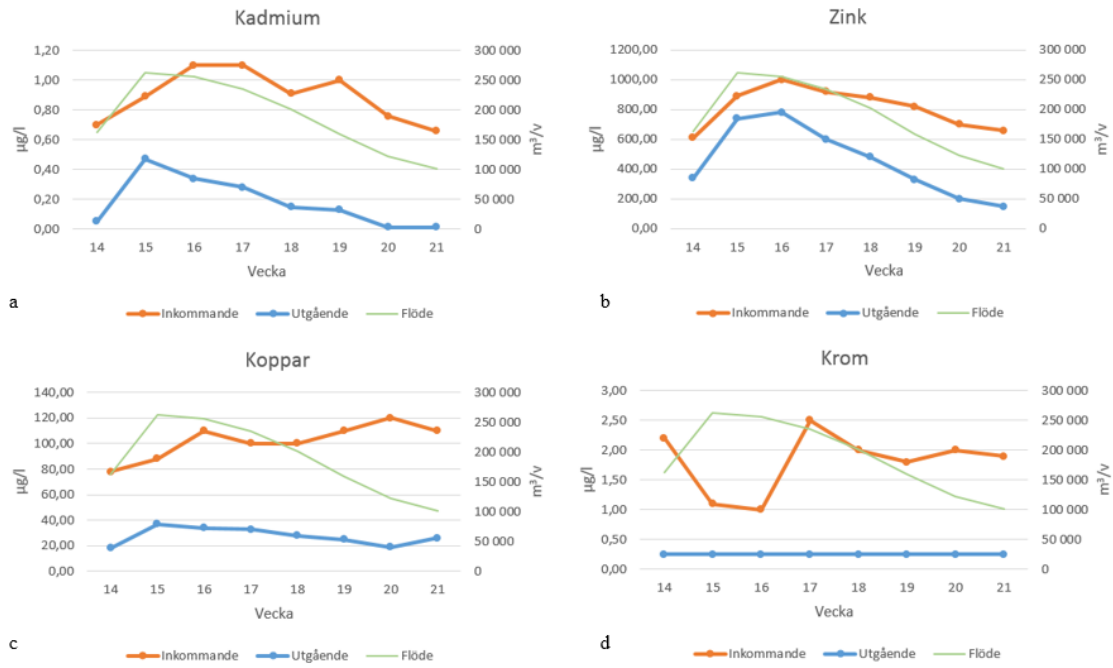 Kadmium
1,20
1,00
0,80
0,60
0,40
0,20
0,00
µg/l
300 000
250 000
200 000
150 000
100 000
50 000
0
m³/v
14 15 16 17 18 19 20 21
Vecka
a
Inkommande Utgående Flöde
Zink
1200,00
1000,00
800,00
600,00
400,00
200,00
0,00
µg/l
300 000
250 000
200 000
150 000
100 000
50 000
0
m³/v
14 15 16 17 18 19 20 21
Vecka
b
Inkommande Utgående Flöde
Koppar
140,00
120,00
100,00
80,00
60,00
40,00
20,00
0,00
µg/l
300 000
250 000
200 000
150 000
100 000
50 000
0
m³/v
14 15 16 17 18 19 20 21
Vecka
c
Inkommande Utgående Flöde
Krom
3,00
2,50
2,00
1,50
1,00
0,50
0,00
µg/l
300 000
250 000
200 000
150 000
100 000
50 000
0
m³/v
14 15 16 17 18 19 20 21
Vecka
d
Inkommande Utgående Flöde